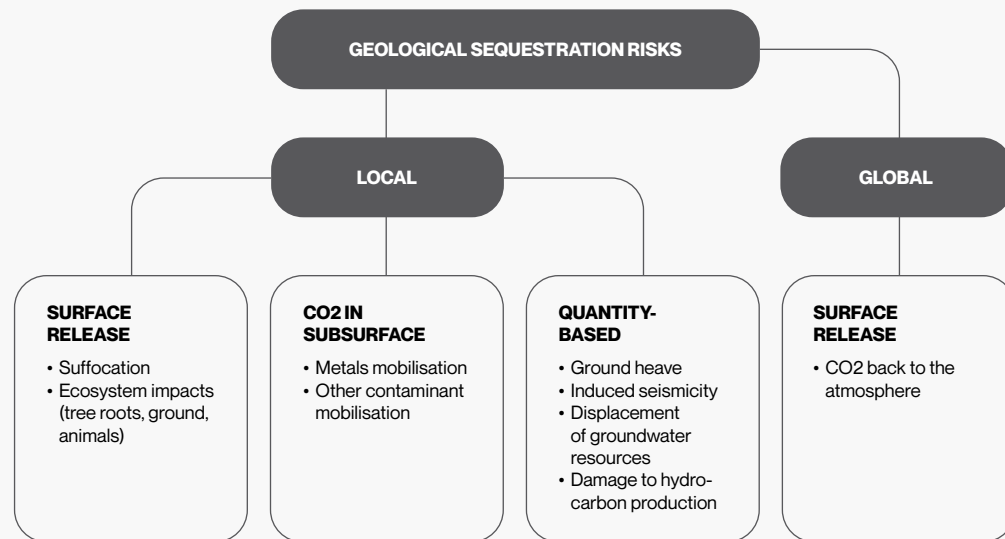 GEOLOGICAL SEQUESTRATION RISKS
LOCAL
GLOBAL
SURFACE
RELEASE
• Suffocation
• Ecosystem impacts
(tree roots, ground,
animals)
CO2 IN
SUBSURFACE
• Metals mobilisation
• Other contaminant
mobilisation
QUANTITY-
BASED
• Ground heave
• Induced seismicity
• Displacement
of groundwater
resources
• Damage to hydro-
carbon production
SURFACE
RELEASE
• CO2 back to the
atmosphere